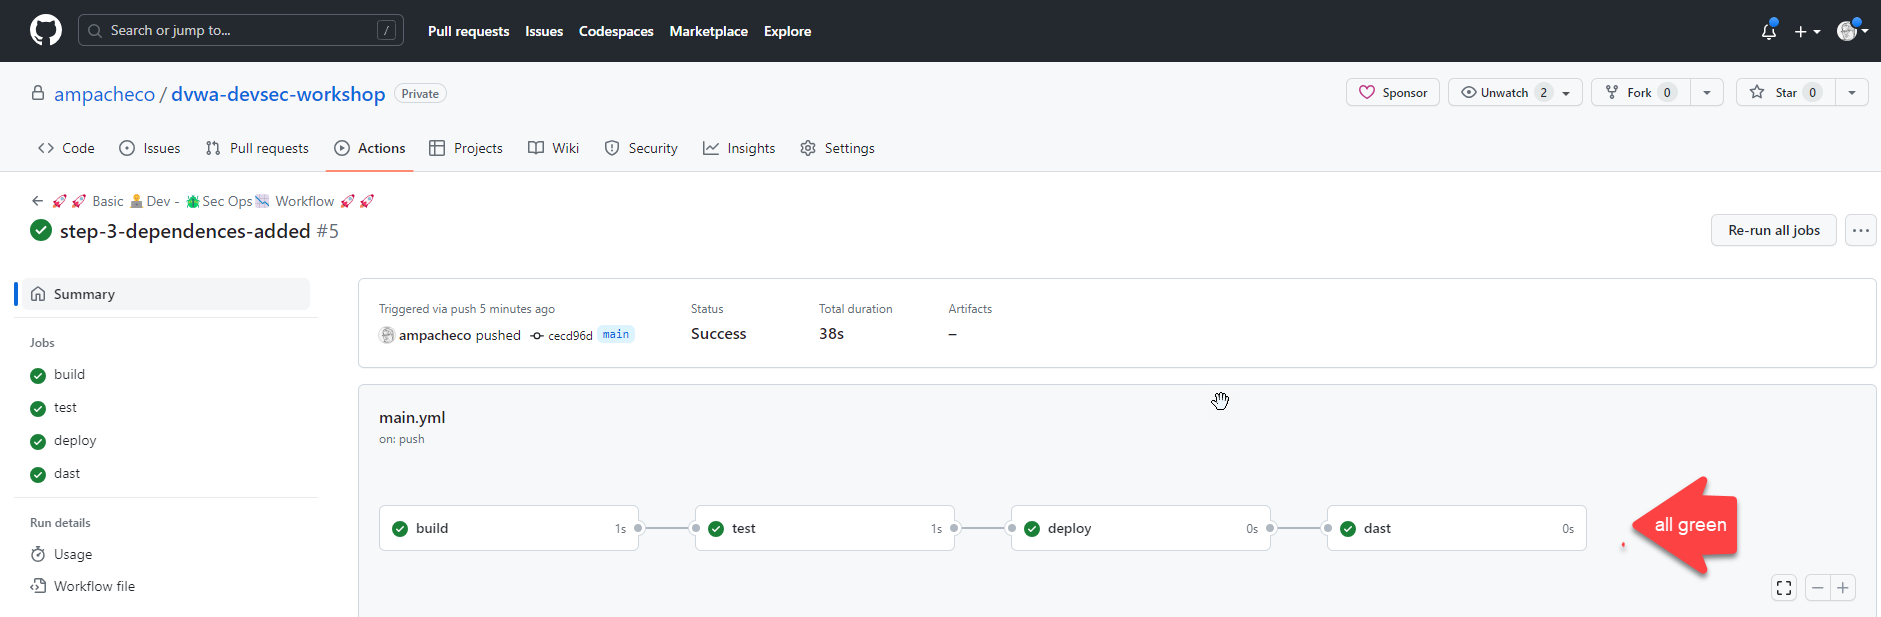 Search or jump to... /
Pull requests Issues Codespaces Marketplace Explore
ampacheco / dvwa-devsec-workshop Private
Sponsor Unwatch 2 Fork 0 Star 0
Code Issues Pull requests Actions Projects Wiki Security Insights Settings
🚀 🚀 Basic Dev - Sec Ops Workflow 🚀 🚀
step-3-dependences-added #5
Re-run all jobs ...
Summary
Jobs
build
test
deploy
dast
Run details
Usage
Workflow file
Triggered via push 5 minutes ago
ampacheco pushed cecd96d main
Status
Success
Total duration
38s
Artifacts
–
main.yml
on: push
build 1s
test 1s
deploy 0s
dast 0s
all green